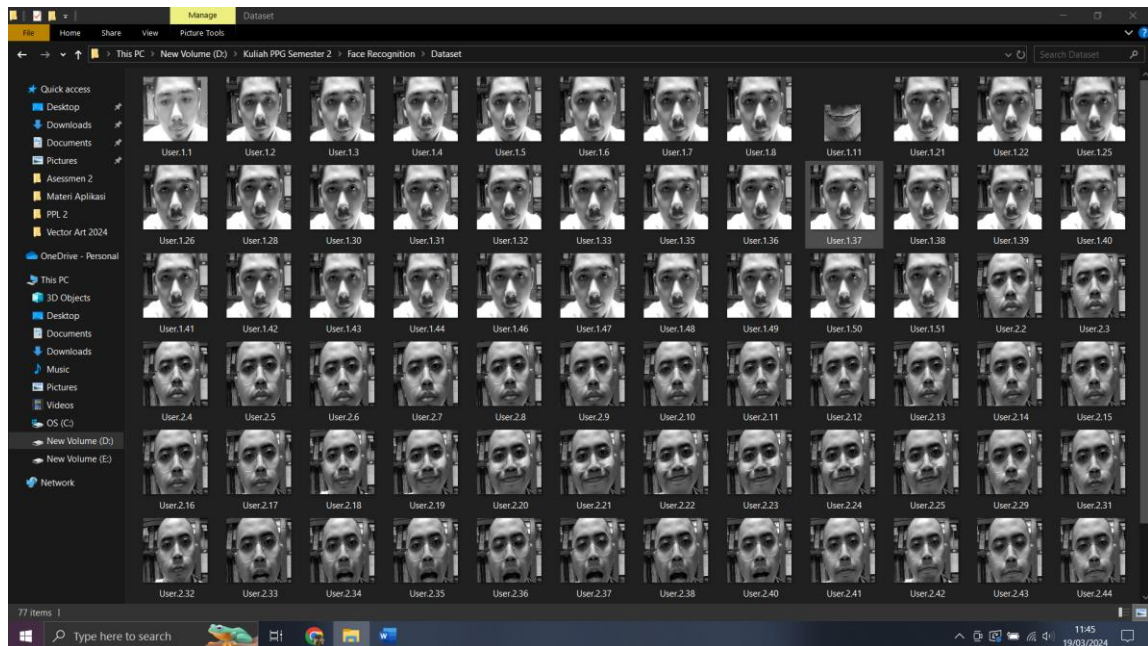 Manage Dataset
File Home Share View Picture Tools
This PC > New Volume (D:) > Kuliah PPG Semester 2 > Face Recognition > Dataset
Search Dataset
Quick access
Desktop
Downloads
Documents
Pictures
Asessmen 2
Materi Aplikasi
PPL 2
Vector Art 2024
OneDrive - Personal
This PC
3D Objects
Desktop
Documents
Downloads
Music
Pictures
Videos
OS (C:)
New Volume (D:)
New Volume (E:)
Network
User.1.1 User.1.2 User.1.3 User.1.4 User.1.5 User.1.6 User.1.7 User.1.8 User.1.11 User.1.21 User.1.22 User.1.25
User.1.26 User.1.28 User.1.30 User.1.31 User.1.32 User.1.33 User.1.35 User.1.36 User.1.37 User.1.38 User.1.39 User.1.40
User.1.41 User.1.42 User.1.43 User.1.44 User.1.46 User.1.47 User.1.48 User.1.49 User.1.50 User.1.51 User.2.2 User.2.3
User.2.4 User.2.5 User.2.6 User.2.7 User.2.8 User.2.9 User.2.10 User.2.11 User.2.12 User.2.13 User.2.14 User.2.15
User.2.16 User.2.17 User.2.18 User.2.19 User.2.20 User.2.21 User.2.22 User.2.23 User.2.24 User.2.25 User.2.29 User.2.31
User.2.32 User.2.33 User.2.34 User.2.35 User.2.36 User.2.37 User.2.38 User.2.40 User.2.41 User.2.42 User.2.43 User.2.44
77 items
Type here to search
11:45
19/03/2024